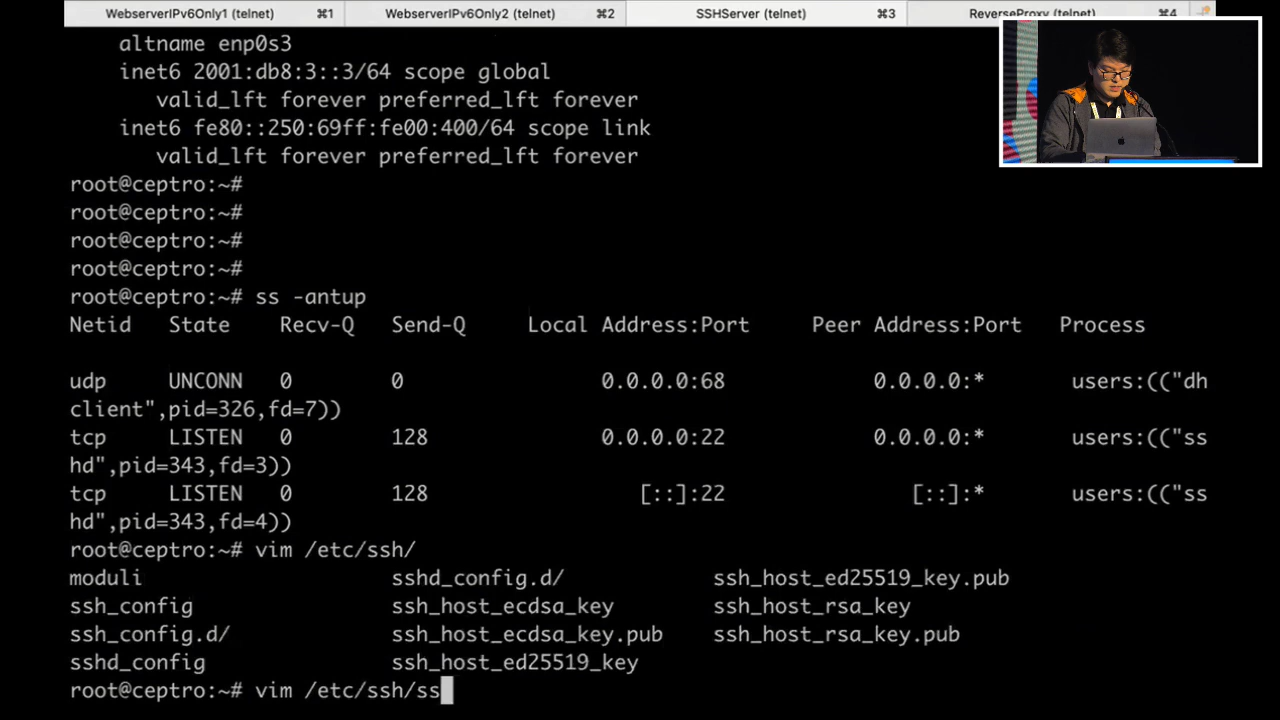 WebserverIPv6Only1 (telnet) ⌘1 WebserverIPv6Only2 (telnet) ⌘2 SSHServer (telnet) ⌘3 ReverseProxy (telnet) ⌘4
altname enp0s3
inet6 2001:db8:3::3/64 scope global
valid_lft forever preferred_lft forever
inet6 fe80::250:69ff:fe00:400/64 scope link
valid_lft forever preferred_lft forever
root@ceptro:~#
root@ceptro:~#
root@ceptro:~#
root@ceptro:~#
root@ceptro:~# ss -antup
Netid State Recv-Q Send-Q Local Address:Port Peer Address:Port Process
udp UNCONN 0 0 0.0.0.0:68 0.0.0.0:* users:(("dh
client",pid=326,fd=7))
tcp LISTEN 0 128 0.0.0.0:22 0.0.0.0:* users:(("ss
hd",pid=343,fd=3))
tcp LISTEN 0 128 [::]:22 [::]:* users:(("ss
hd",pid=343,fd=4))
root@ceptro:~# vim /etc/ssh/
moduli sshd_config.d/ ssh_host_ed25519_key.pub
ssh_config ssh_host_ecdsa_key ssh_host_rsa_key
ssh_config.d/ ssh_host_ecdsa_key.pub ssh_host_rsa_key.pub
sshd_config ssh_host_ed25519_key
root@ceptro:~# vim /etc/ssh/ss